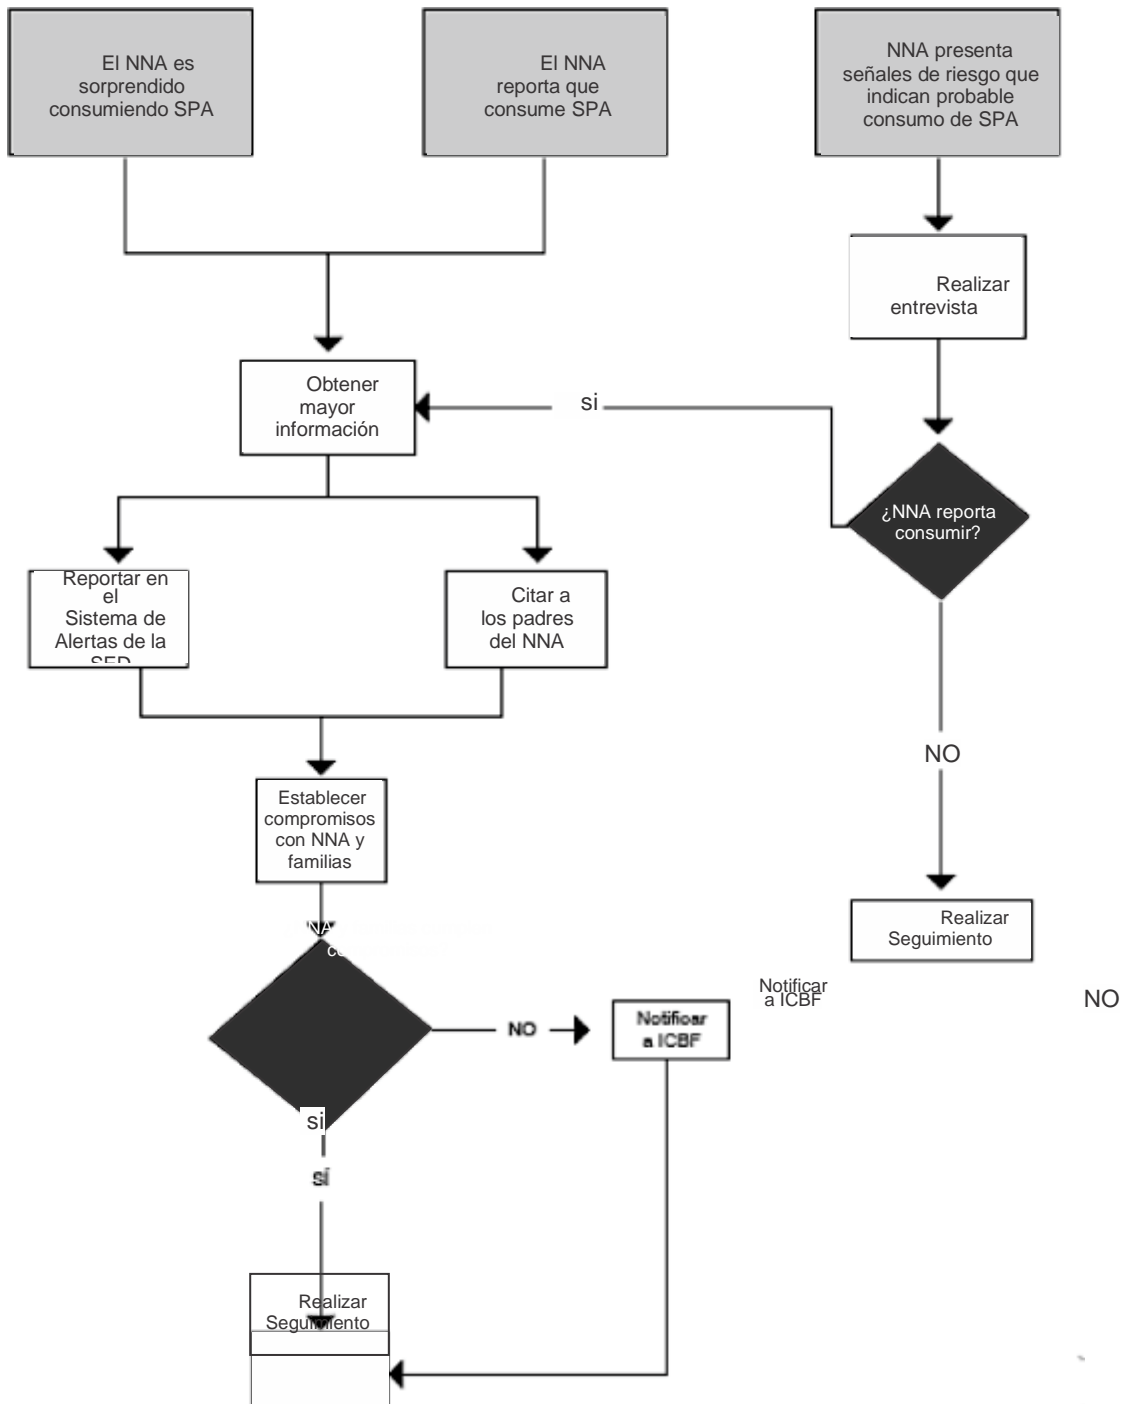 El NNA es
sorprendido
consumiendo SPA
El NNA
reporta que
consume SPA
NNA presenta
señales de riesgo que
indican probable
consumo de SPA
Realizar
entrevista
Obtener
mayor
información
si
¿NNA reporta
consumir?
Reportar en
el
Sistema de
Alertas de la
SED
Citar a
los padres
del NNA
NO
Establecer
compromisos
con NNA y
familias
Realizar
Seguimiento
Notificar
a ICBF
NO
NO
Notificar
a ICBF
si
sí
Realizar
Seguimiento